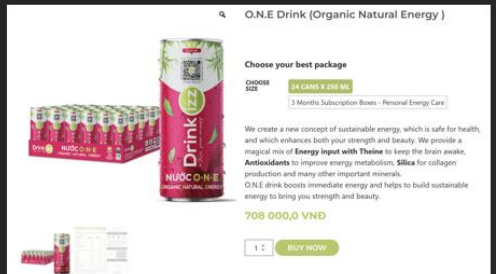 O.N.E Drink (Organic Natural Energy )
Choose your best package
CHOOSE
SIZE
24 CANS X 250 ML
3 Months Subscription Boxes - Personal Energy Care
We create a new concept of sustainable energy, which is safe for health,
and which enhances both your strength and beauty. We provide a
magical mix of Energy input with Theine to keep the brain awake,
Antioxidants to improve energy metabolism, Silica for collagen
production and many other important minerals.
O.N.E drink boosts immediate energy and helps to build sustainable
energy to bring you strength and beauty.
708 000,0 VNĐ
1
BUY NOW
Drink
izz
NƯỚC O·N·E
ORGANIC NATURAL ENERGY
Drink
NƯỚC O·N·E